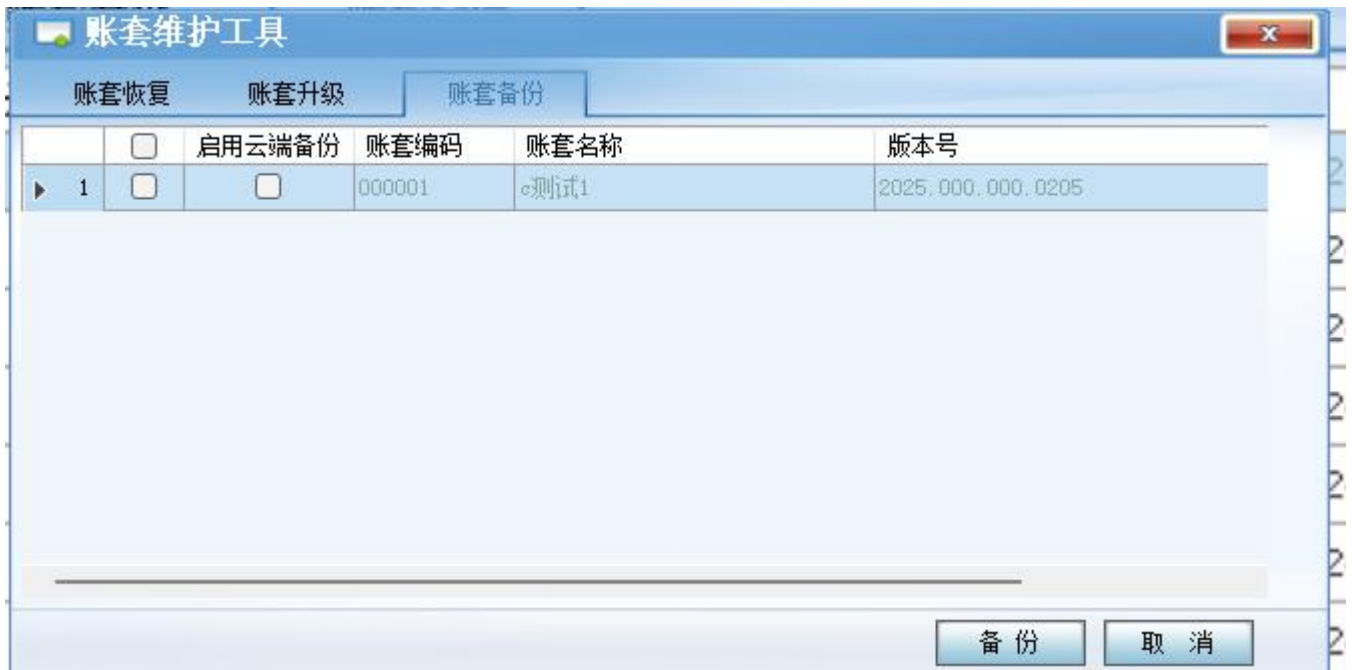 账套维护工具
账套恢复 账套升级 账套备份
启用云端备份 账套编码 账套名称 版本号
1 000001 c测试1 2025.000.000.0205
备份 取消